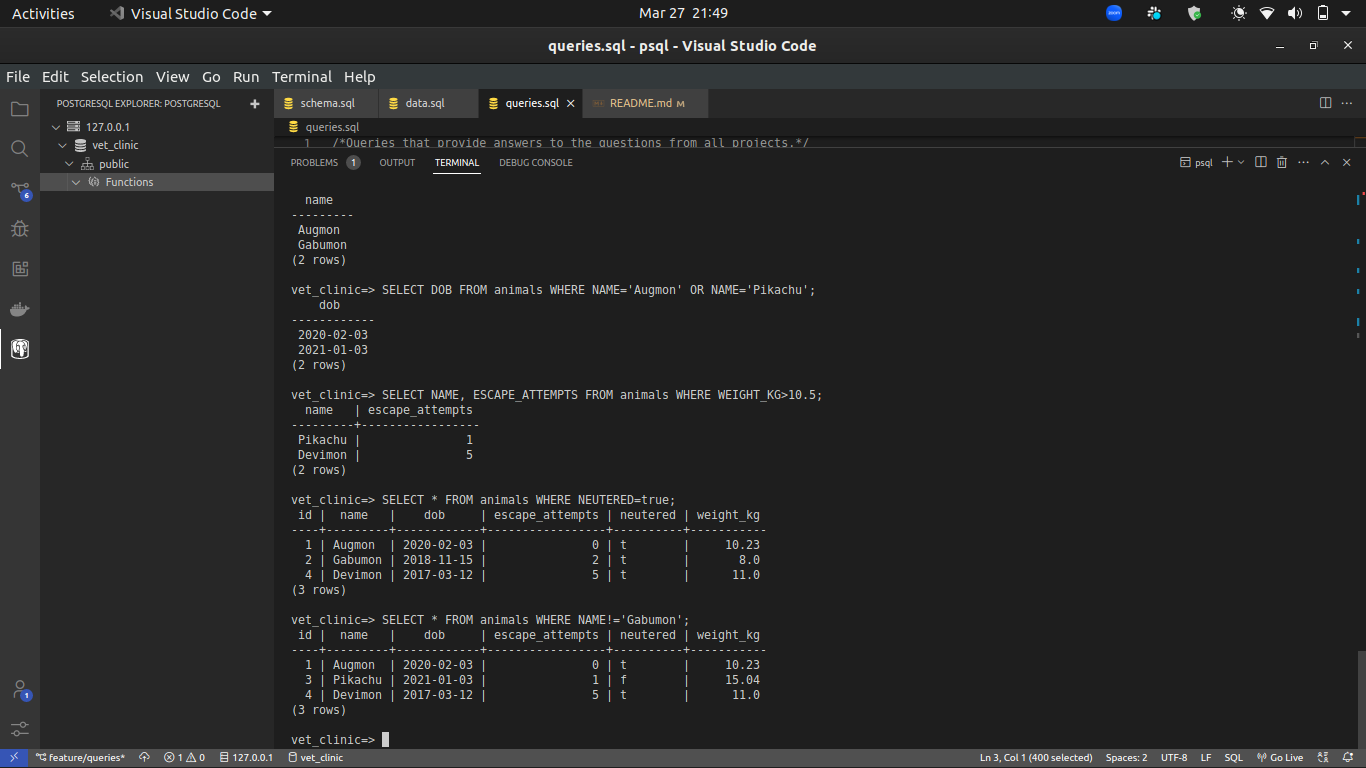 Activities Visual Studio Code Mar 27 21:49 zoom
queries.sql - psql - Visual Studio Code
File Edit Selection View Go Run Terminal Help
POSTGRESQL EXPLORER: POSTGRESQL
127.0.0.1
vet_clinic
public
Functions
6
1
schema.sql data.sql queries.sql README.md M
queries.sql
1 /*Queries that provide answers to the questions from all projects.*/
PROBLEMS 1 OUTPUT TERMINAL DEBUG CONSOLE psql
  name
---------
 Augmon
 Gabumon
(2 rows)
vet_clinic=> SELECT DOB FROM animals WHERE NAME='Augmon' OR NAME='Pikachu';
    dob
------------
 2020-02-03
 2021-01-03
(2 rows)
vet_clinic=> SELECT NAME, ESCAPE_ATTEMPTS FROM animals WHERE WEIGHT_KG>10.5;
  name   | escape_attempts
---------+-----------------
 Pikachu |               1
 Devimon |               5
(2 rows)
vet_clinic=> SELECT * FROM animals WHERE NEUTERED=true;
 id |  name   |    dob     | escape_attempts | neutered | weight_kg
----+---------+------------+-----------------+----------+-----------
  1 | Augmon  | 2020-02-03 |               0 | t        |     10.23
  2 | Gabumon | 2018-11-15 |               2 | t        |       8.0
  4 | Devimon | 2017-03-12 |               5 | t        |      11.0
(3 rows)
vet_clinic=> SELECT * FROM animals WHERE NAME!='Gabumon';
 id |  name   |    dob     | escape_attempts | neutered | weight_kg
----+---------+------------+-----------------+----------+-----------
  1 | Augmon  | 2020-02-03 |               0 | t        |     10.23
  3 | Pikachu | 2021-01-03 |               1 | f        |     15.04
  4 | Devimon | 2017-03-12 |               5 | t        |      11.0
(3 rows)
vet_clinic=>
feature/queries* 1 0 127.0.0.1 vet_clinic Ln 3, Col 1 (400 selected) Spaces: 2 UTF-8 LF SQL Go Live